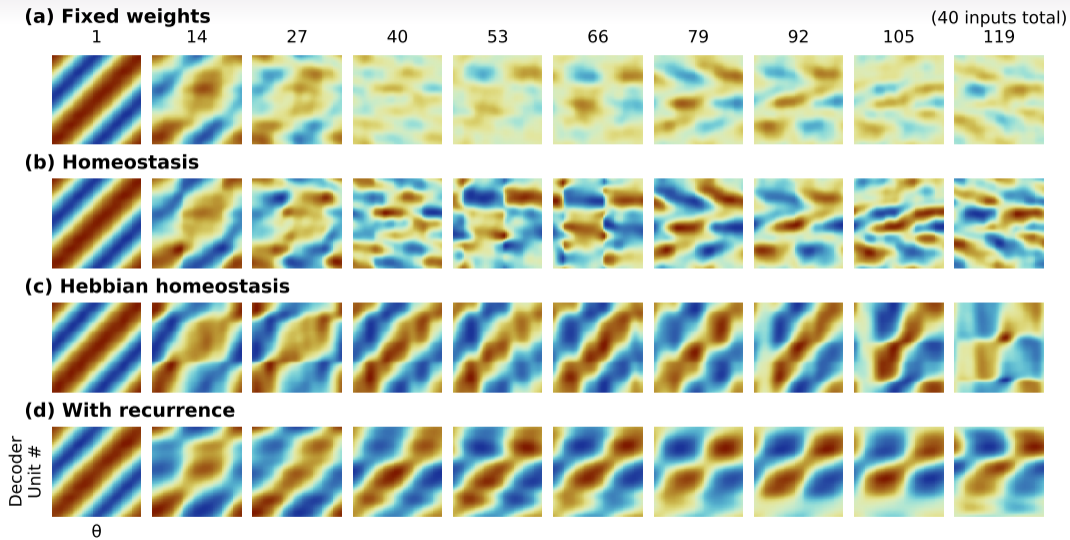 (a) Fixed weights
(40 inputs total)
1 14 27 40 53 66 79 92 105 119
(b) Homeostasis
(c) Hebbian homeostasis
(d) With recurrence
Decoder
Unit #
θ